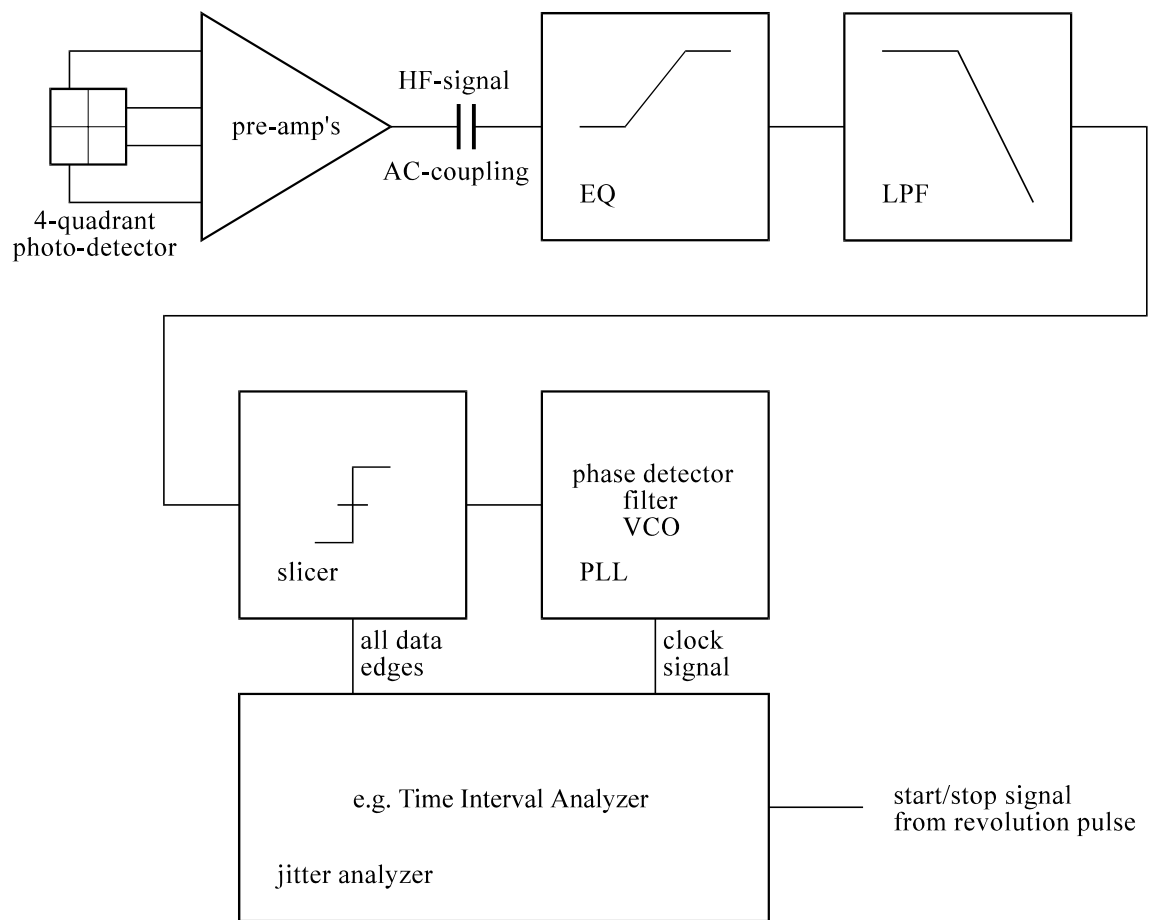 HF-signal
pre-amp's
AC-coupling
EQ
LPF
4-quadrant
photo-detector
phase detector
filter
VCO
slicer
PLL
all data
edges
clock
signal
e.g. Time Interval Analyzer
start/stop signal
from revolution pulse
jitter analyzer